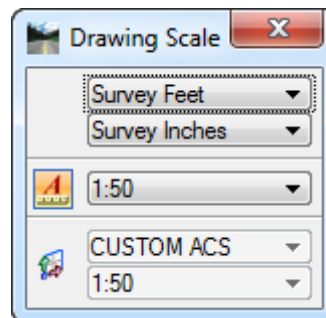 Drawing Scale
Survey Feet
Survey Inches
A
1:50
CUSTOM ACS
1:50